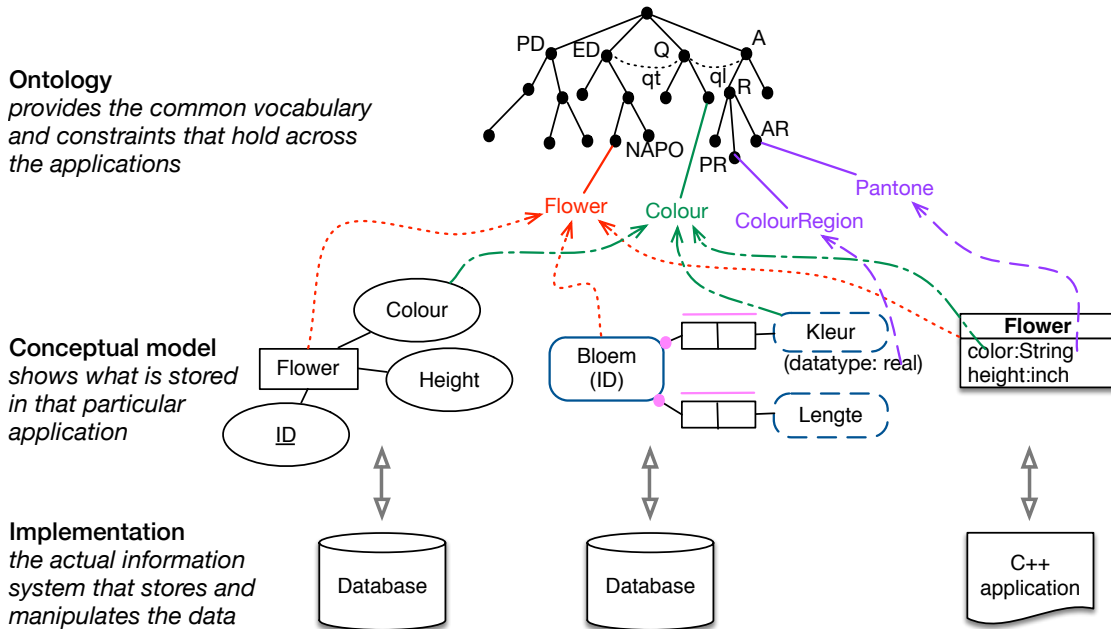 PD
ED
Q
A
qt
ql
R
AR
NAPO
PR
Ontology
provides the common vocabulary
and constraints that hold across
the applications
Flower
Colour
ColourRegion
Pantone
Conceptual model
shows what is stored
in that particular
application
Colour
Flower
Height
ID
Bloem
(ID)
Kleur
(datatype: real)
Lengte
Flower
color:String
height:inch
Implementation
the actual information
system that stores and
manipulates the data
Database
Database
C++
application